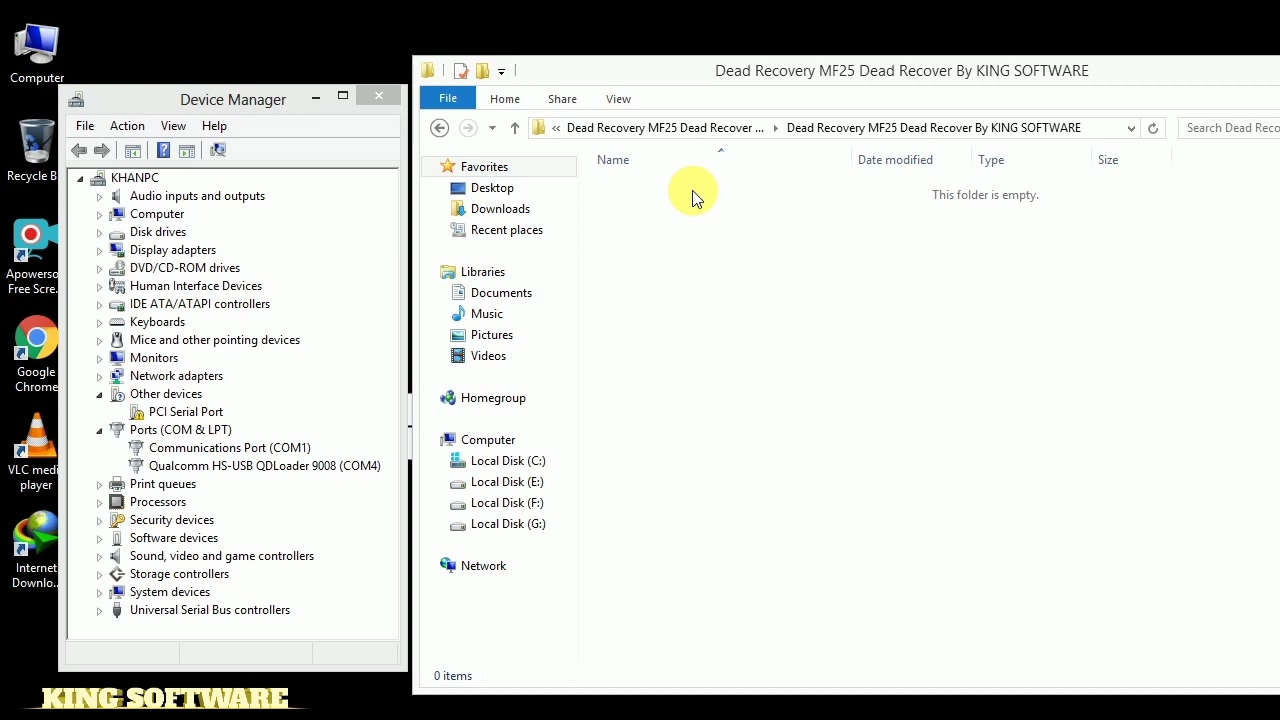 Computer
Recycle B
Apowerso
Free Scre...
Google
Chrome
VLC medi
player
Internet
Downlo...
Device Manager
File Action View Help
KHANPC
Audio inputs and outputs
Computer
Disk drives
Display adapters
DVD/CD-ROM drives
Human Interface Devices
IDE ATA/ATAPI controllers
Keyboards
Mice and other pointing devices
Monitors
Network adapters
Other devices
PCI Serial Port
Ports (COM & LPT)
Communications Port (COM1)
Qualcomm HS-USB QDLoader 9008 (COM4)
Print queues
Processors
Security devices
Software devices
Sound, video and game controllers
Storage controllers
System devices
Universal Serial Bus controllers
KING SOFTWARE
Dead Recovery MF25 Dead Recover By KING SOFTWARE
File Home Share View
« Dead Recovery MF25 Dead Recover ... Dead Recovery MF25 Dead Recover By KING SOFTWARE Search Dead Reco
Name Date modified Type Size
This folder is empty.
Favorites
Desktop
Downloads
Recent places
Libraries
Documents
Music
Pictures
Videos
Homegroup
Computer
Local Disk (C:)
Local Disk (E:)
Local Disk (F:)
Local Disk (G:)
Network
0 items